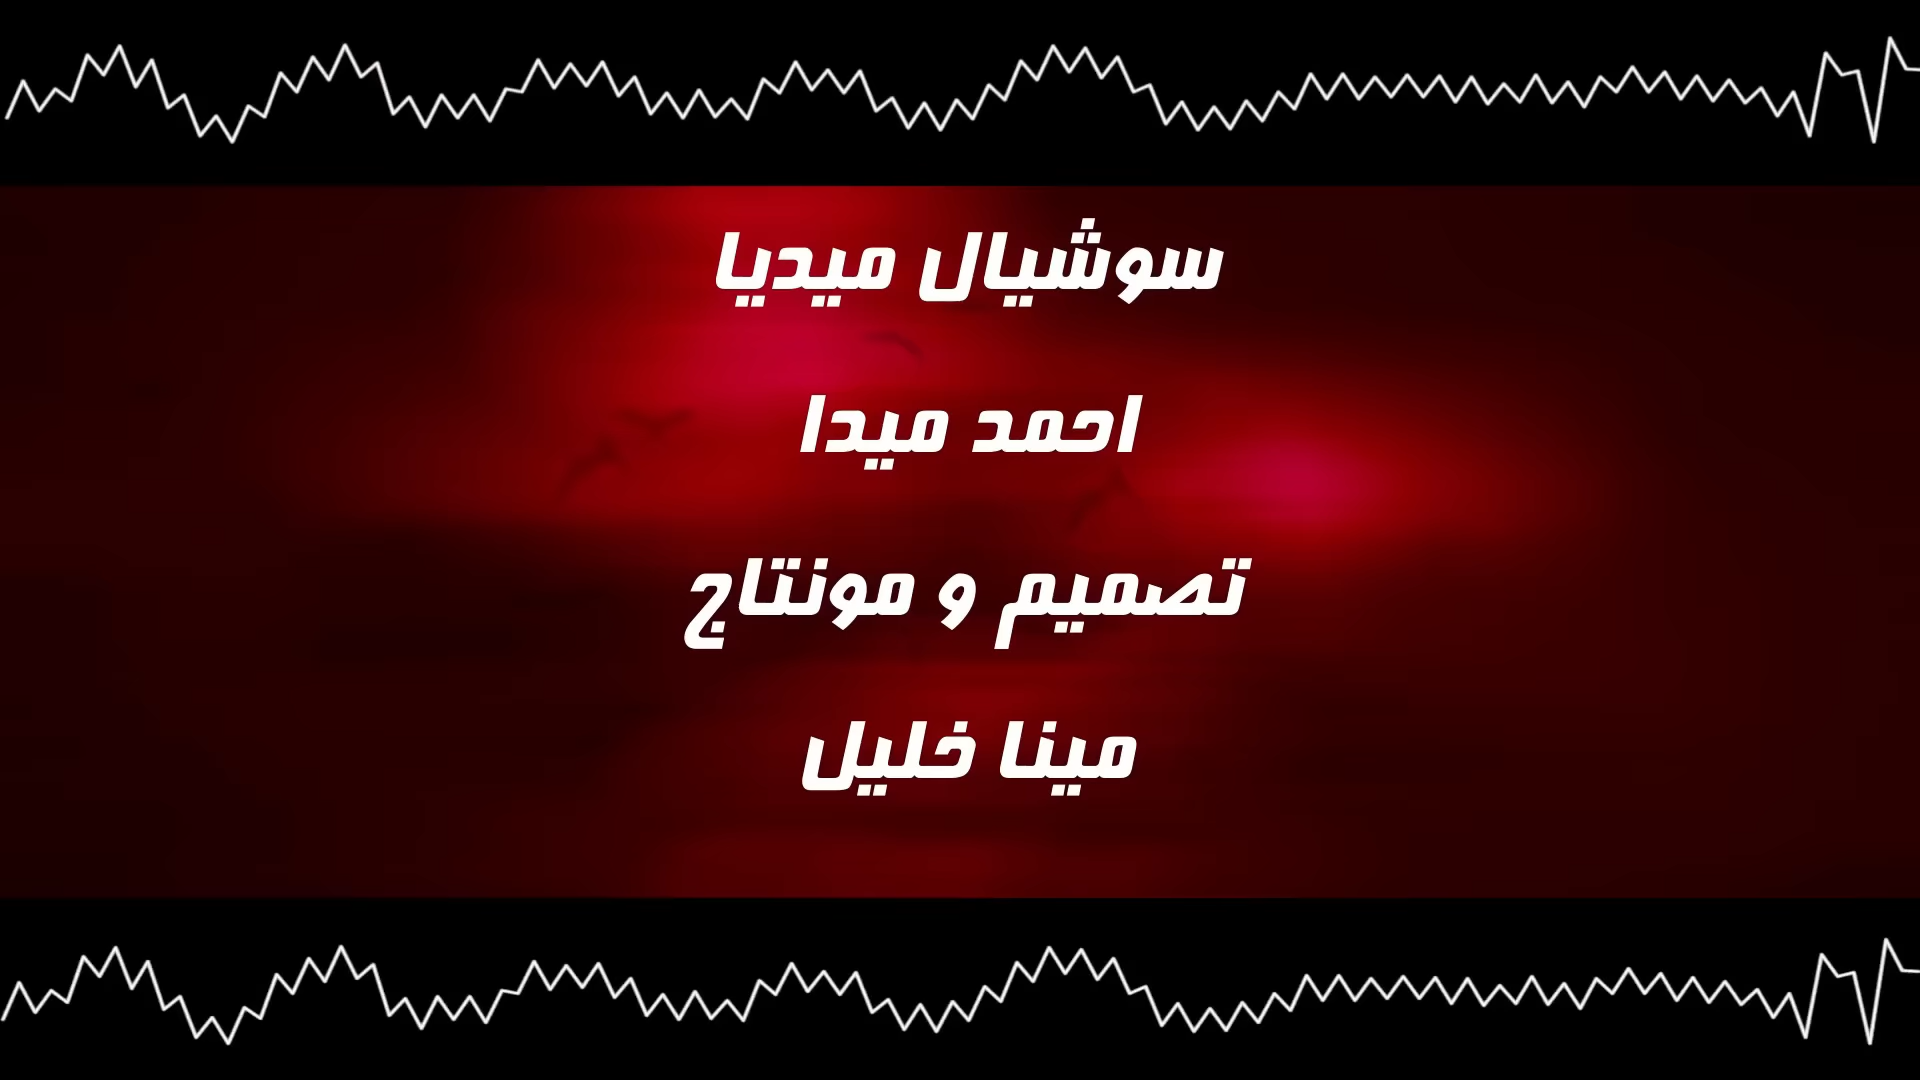 سوشيال ميديا
احمد ميدا
تصميم و مونتاج
مينا خليل